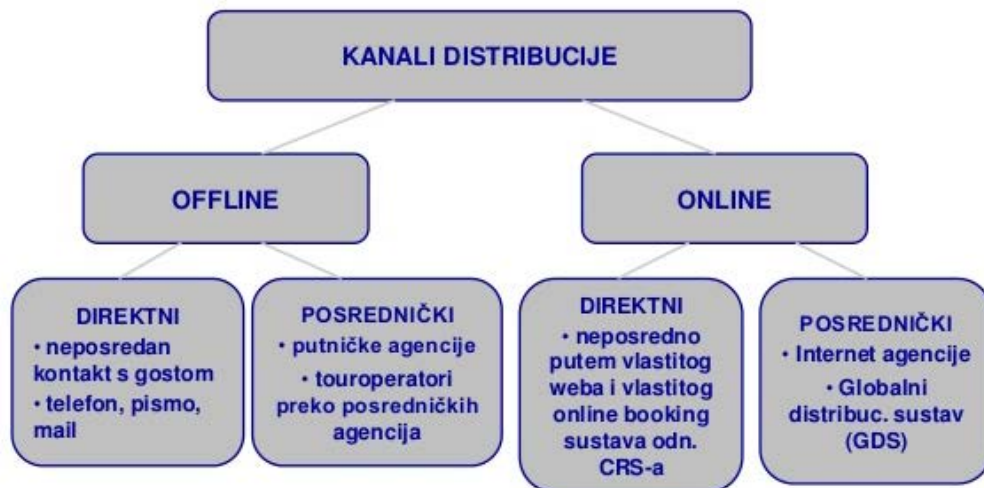 KANALI DISTRIBUCIJE
OFFLINE
ONLINE
DIREKTNI
• neposredan
kontakt s gostom
• telefon, pismo,
mail
POSREDNIČKI
• putničke agencije
• touroperatori
preko posredničkih
agencija
DIREKTNI
• neposredno
putem vlastitog
weba i vlastitog
online booking
sustava odn.
CRS-a
POSREDNIČKI
• Internet agencije
• Globalni
distribuc. sustav
(GDS)